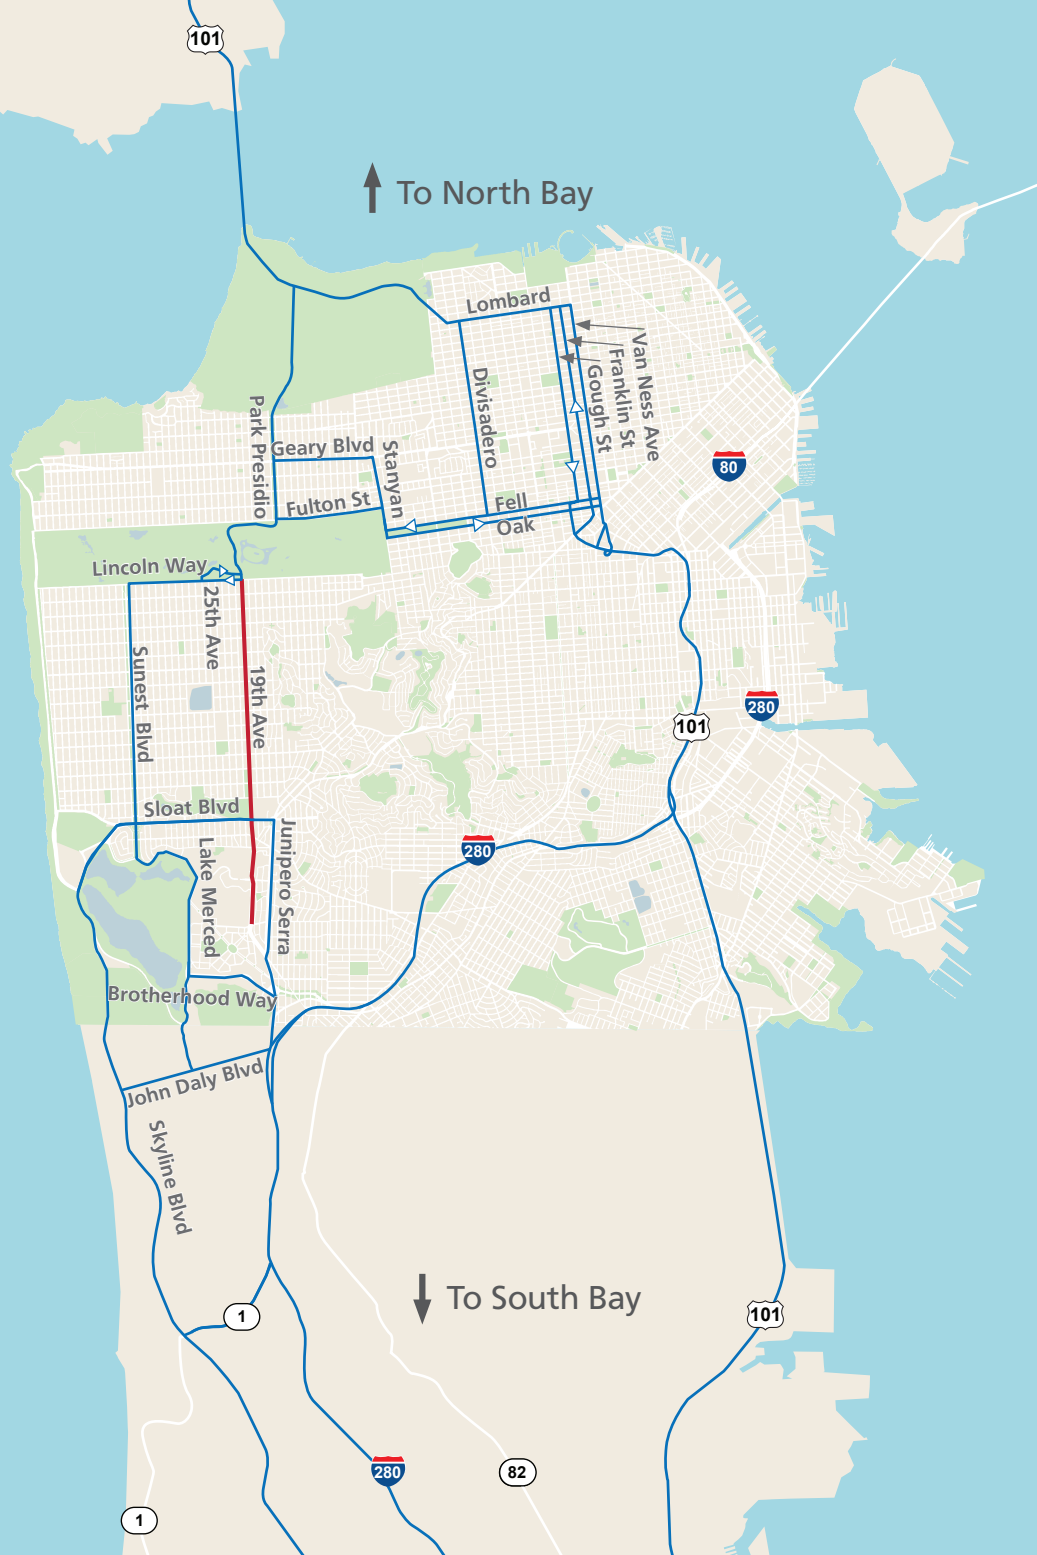 101
To North Bay
Lombard
Van Ness Ave
Franklin St
Gough St
Divisadero
Park Presidio
Geary Blvd
Stanyan
80
Fulton St
Fell
Oak
Lincoln Way
25th Ave
Sunest Blvd
19th Ave
280
101
Sloat Blvd
Junipero Serra
Lake Merced
280
Brotherhood Way
John Daly Blvd
Skyline Blvd
To South Bay
1
101
280
82
1